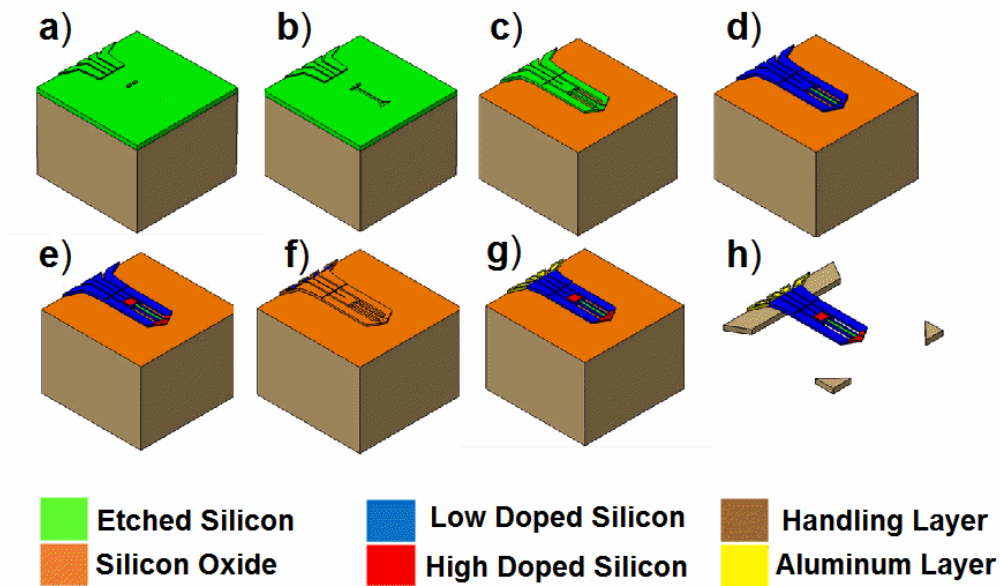 a) b) c) d)
e) f) g) h)
Etched Silicon Low Doped Silicon Handling Layer
Silicon Oxide High Doped Silicon Aluminum Layer